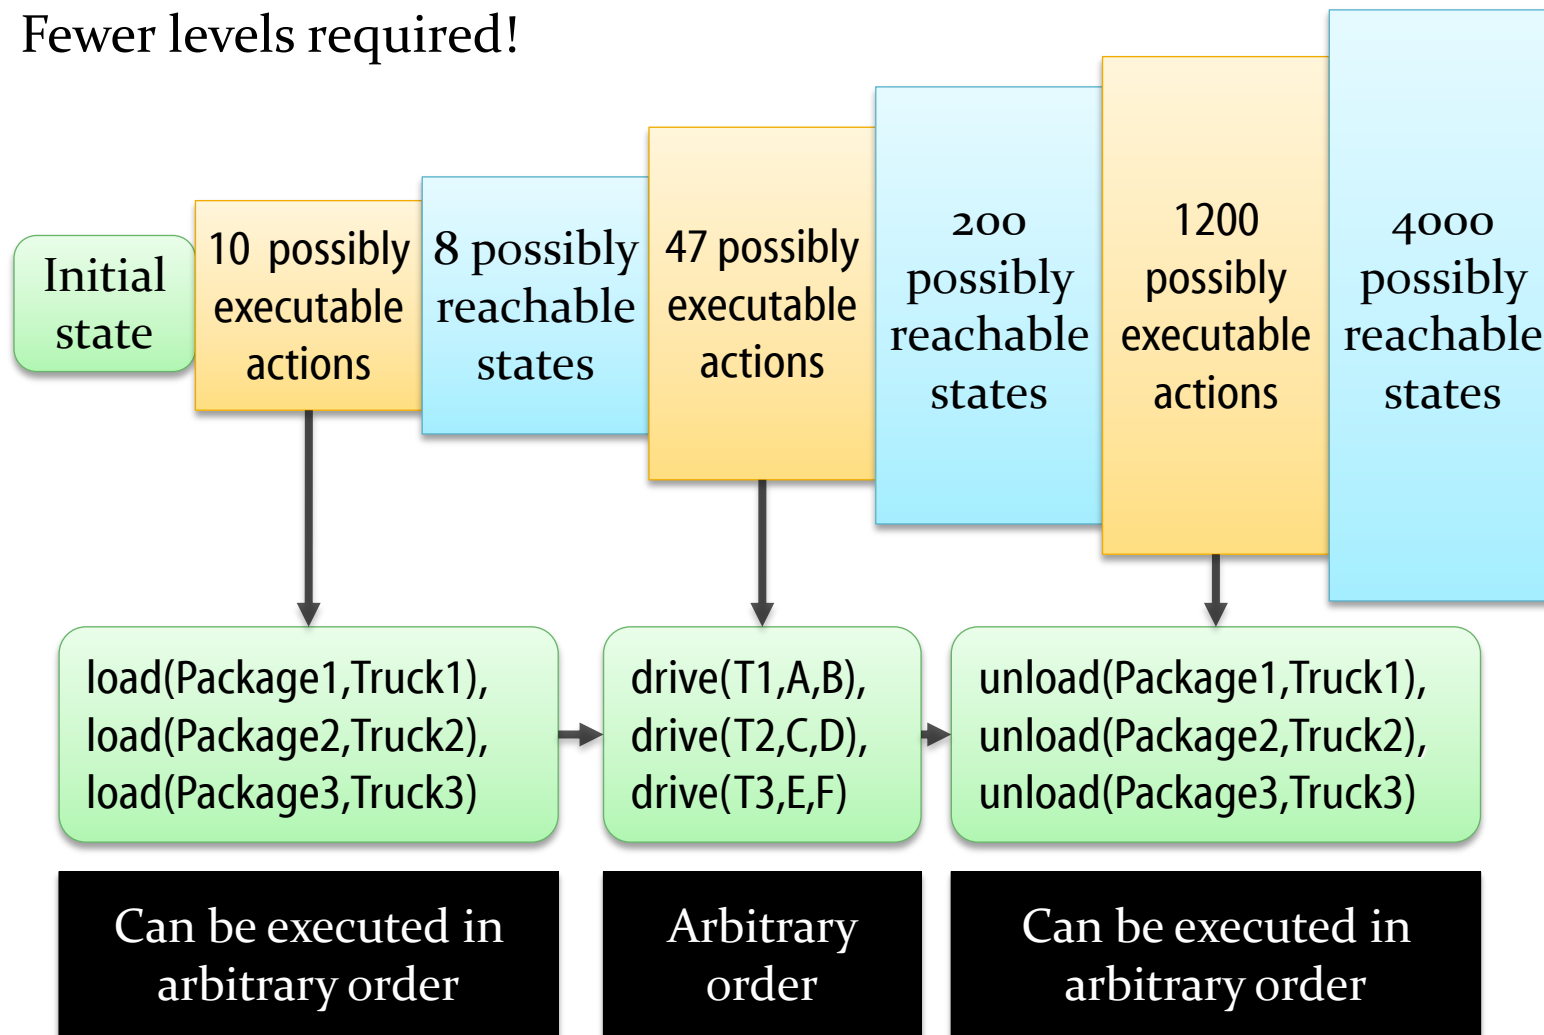 Fewer levels required!
Initial
state
10 possibly
executable
actions
8 possibly
reachable
states
47 possibly
executable
actions
200
possibly
reachable
states
1200
possibly
executable
actions
4000
possibly
reachable
states
load(Package1,Truck1),
load(Package2,Truck2),
load(Package3,Truck3)
drive(T1,A,B),
drive(T2,C,D),
drive(T3,E,F)
unload(Package1,Truck1),
unload(Package2,Truck2),
unload(Package3,Truck3)
Can be executed in
arbitrary order
Arbitrary
order
Can be executed in
arbitrary order